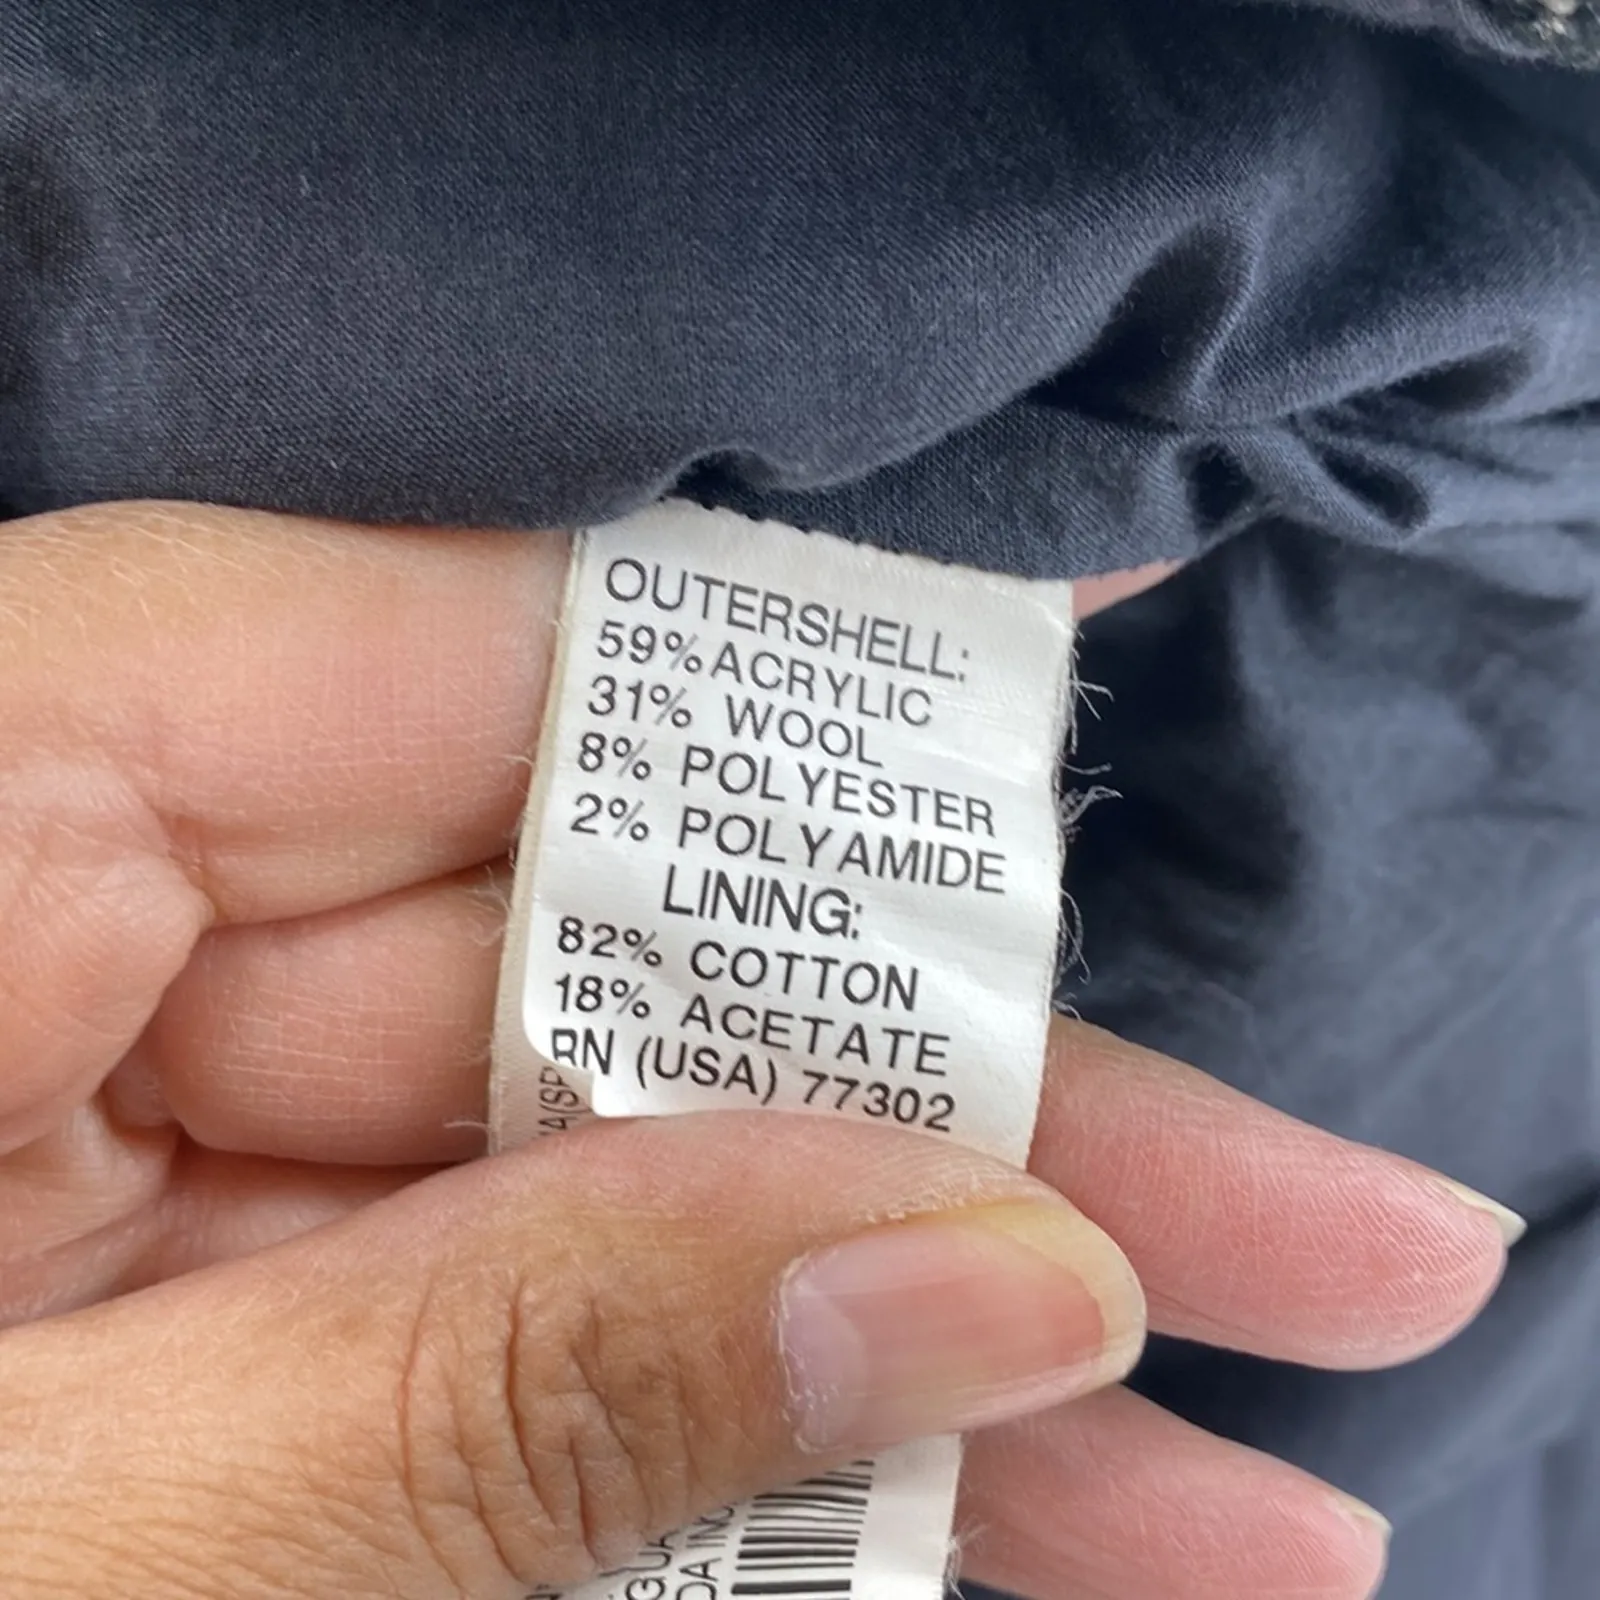 OUTERSHELL:
59% ACRYLIC
31% WOOL
8% POLYESTER
2% POLYAMIDE
LINING:
82% COTTON
18% ACETATE
RN (USA) 77302